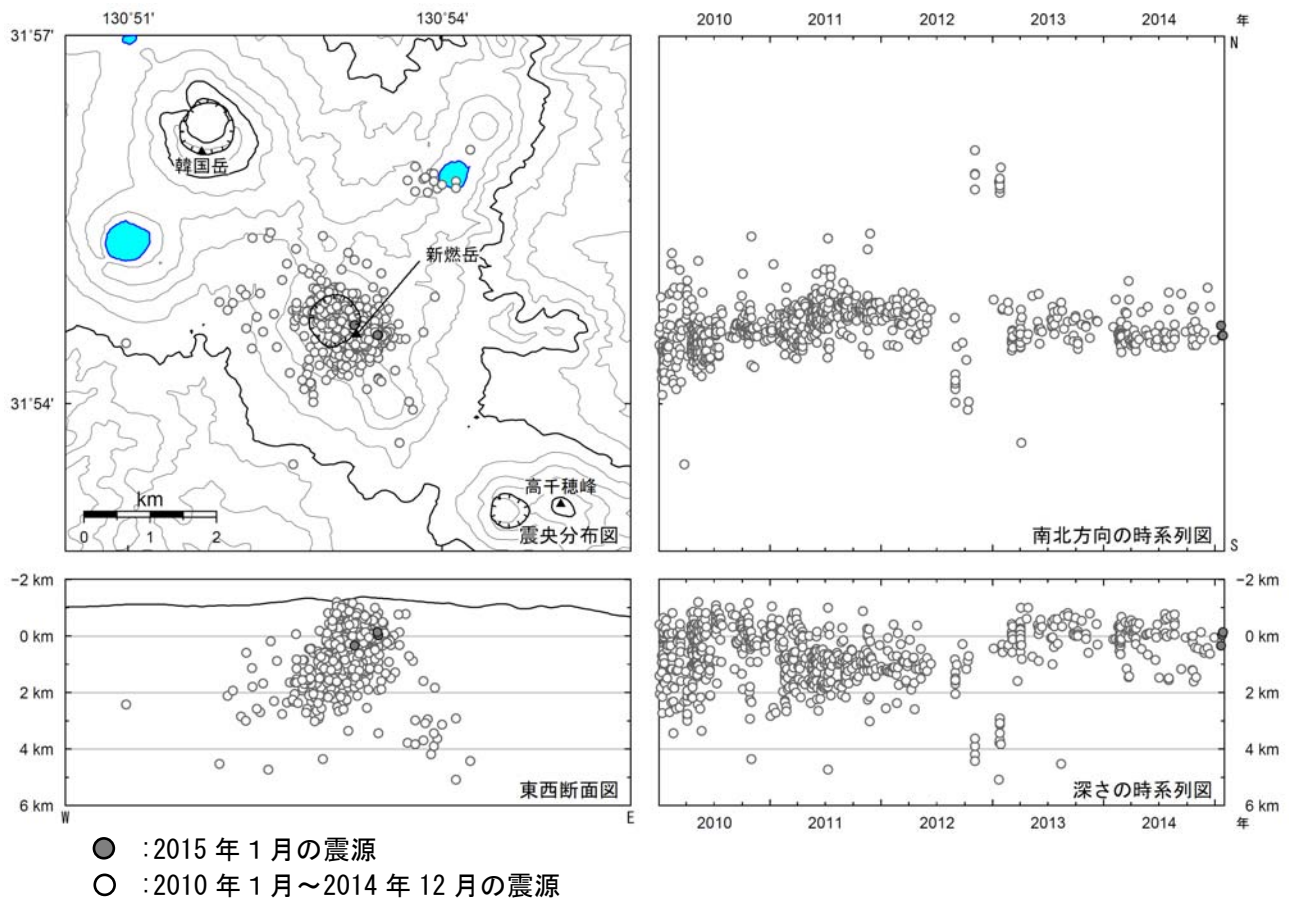 130°51′ 130°54′
2010 2011 2012 2013 2014 年
31°57′
N
韓国岳
新燃岳
31°54′
高千穂峰
km
0 1 2
震央分布図
南北方向の時系列図
S
−2 km
0 km
2 km
4 km
6 km
東西断面図
W E
−2 km
0 km
2 km
4 km
6 km
深さの時系列図
2010 2011 2012 2013 2014 年
:2015 年 1 月の震源
:2010 年 1 月~2014 年 12 月の震源